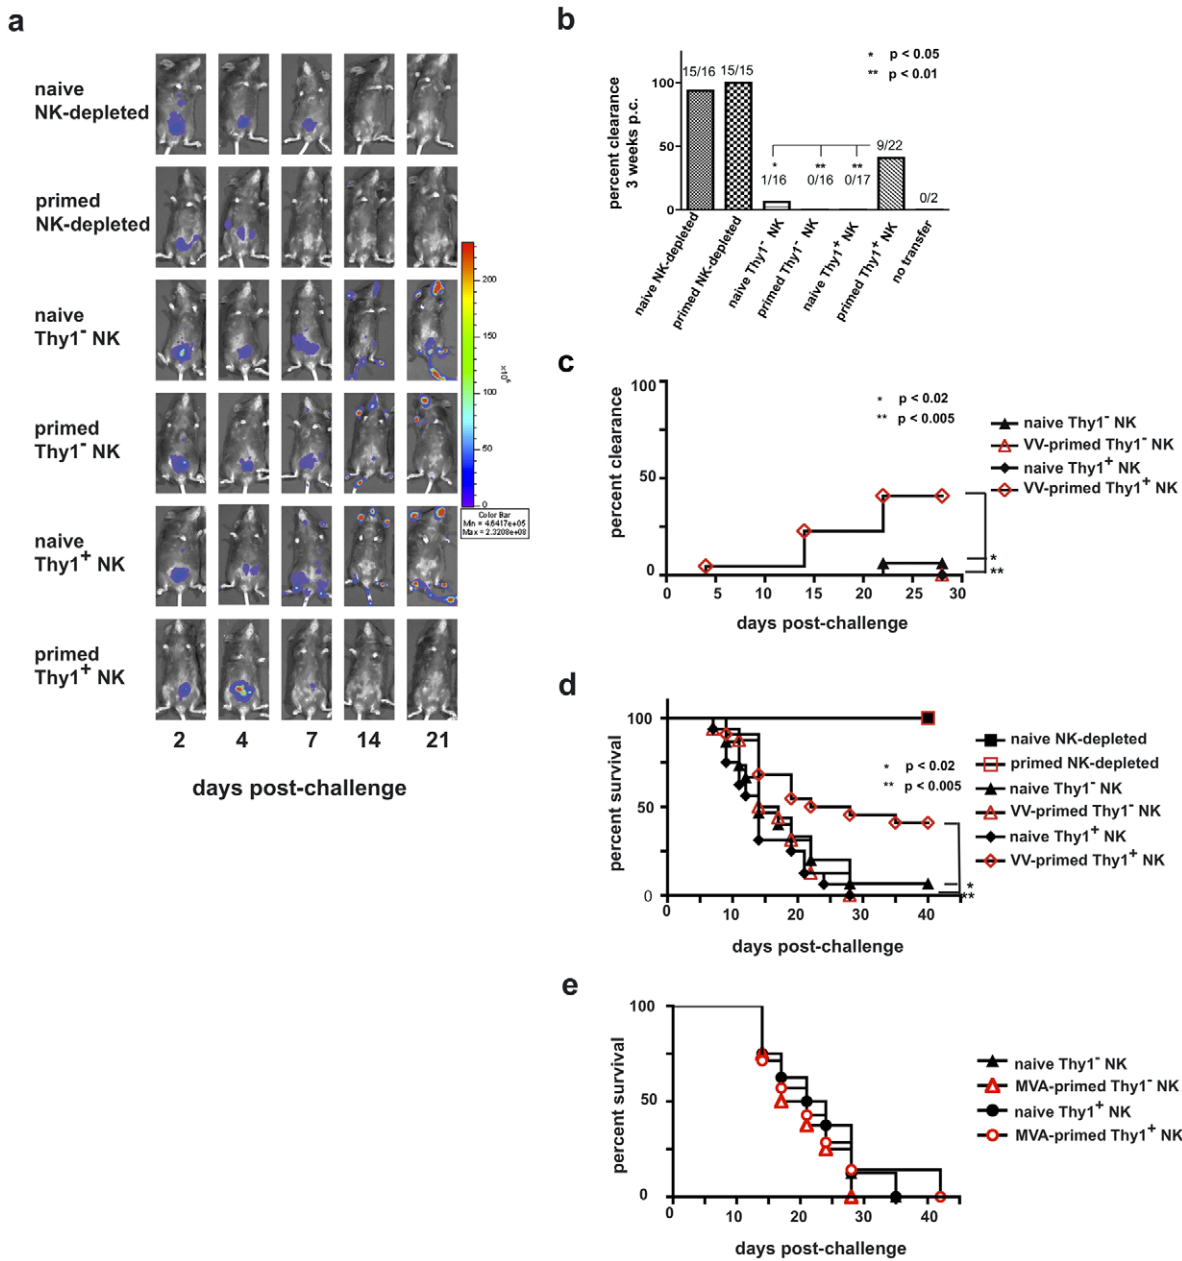 a
naive
NK-depleted
primed
NK-depleted
naive
Thy1⁻ NK
primed
Thy1⁻ NK
naive
Thy1⁺ NK
primed
Thy1⁺ NK
2 4 7 14 21
days post-challenge
200
150
100
50
0
×10⁶
Color Bar
Min = 4.6417e+05
Max = 2.3208e+08
b
percent clearance
3 weeks p.c.
100
50
0
* p < 0.05
** p < 0.01
15/16 15/15
* ** **
1/16 0/16 0/17 9/22 0/2
naive NK-depleted
primed NK-depleted
naive Thy1⁻ NK
primed Thy1⁻ NK
naive Thy1⁺ NK
primed Thy1⁺ NK
no transfer
c
percent clearance
100
50
0
0 5 10 15 20 25 30
days post-challenge
* p < 0.02
** p < 0.005
*
**
naive Thy1⁻ NK
VV-primed Thy1⁻ NK
naive Thy1⁺ NK
VV-primed Thy1⁺ NK
d
percent survival
100
50
0
0 10 20 30 40
days post-challenge
* p < 0.02
** p < 0.005
*
**
naive NK-depleted
primed NK-depleted
naive Thy1⁻ NK
VV-primed Thy1⁻ NK
naive Thy1⁺ NK
VV-primed Thy1⁺ NK
e
percent survival
100
50
0
0 10 20 30 40
days post-challenge
naive Thy1⁻ NK
MVA-primed Thy1⁻ NK
naive Thy1⁺ NK
MVA-primed Thy1⁺ NK